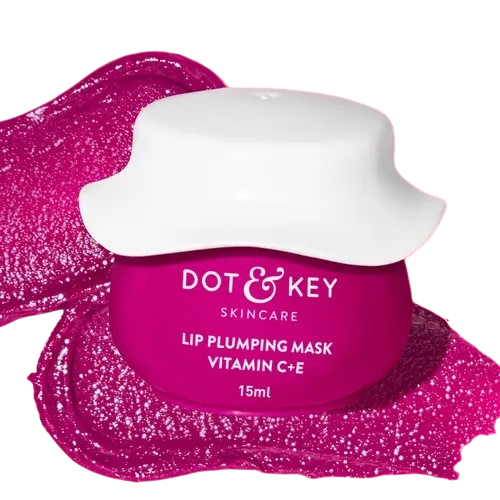 DOT & KEY
SKINCARE
LIP PLUMPING MASK
VITAMIN C+E
15ml